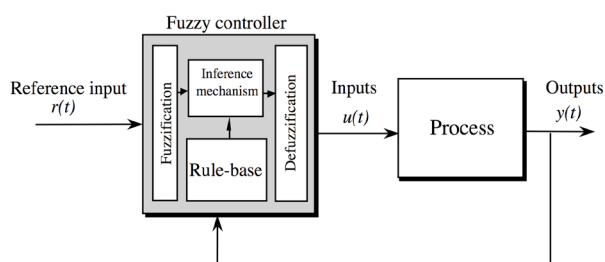 Fuzzy controller
Reference input
r(t)
Fuzzification
Inference
mechanism
Rule-base
Defuzzification
Inputs
u(t)
Process
Outputs
y(t)